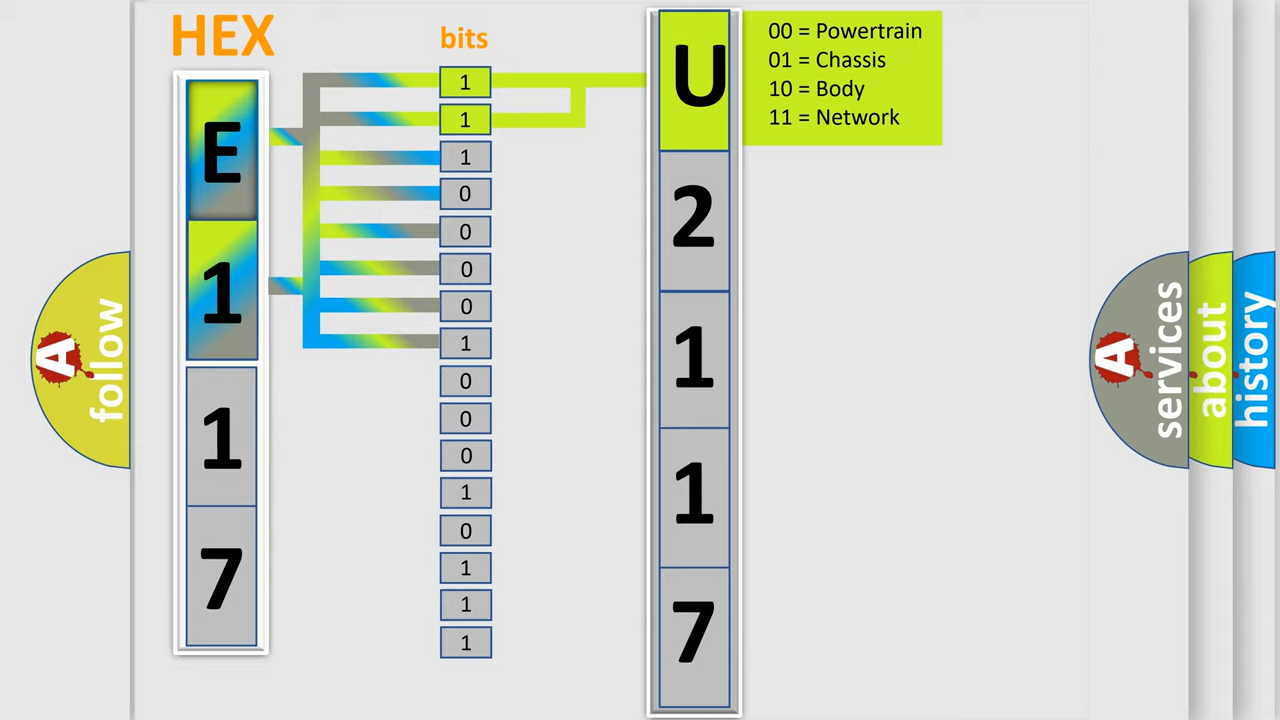 HEX
bits
E
1
1
7
1
1
1
0
0
0
0
1
0
0
0
1
0
1
1
1
U
2
1
1
7
00 = Powertrain
01 = Chassis
10 = Body
11 = Network
A
follow
A
services
about
history